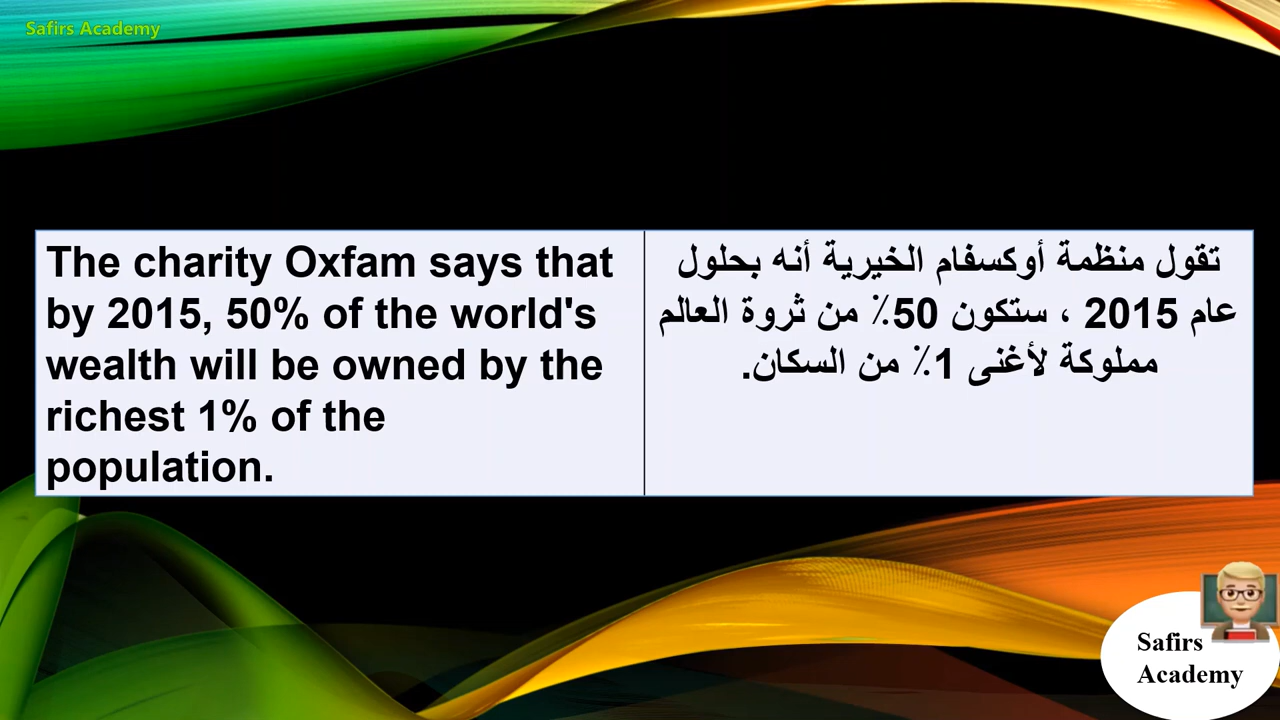 Safirs Academy
The charity Oxfam says that
by 2015, 50% of the world's
wealth will be owned by the
richest 1% of the
population.
تقول منظمة أوكسفام الخيرية أنه بحلول
عام 2015 ، ستكون 50٪ من ثروة العالم
مملوكة لأغنى 1٪ من السكان.
Safirs
Academy